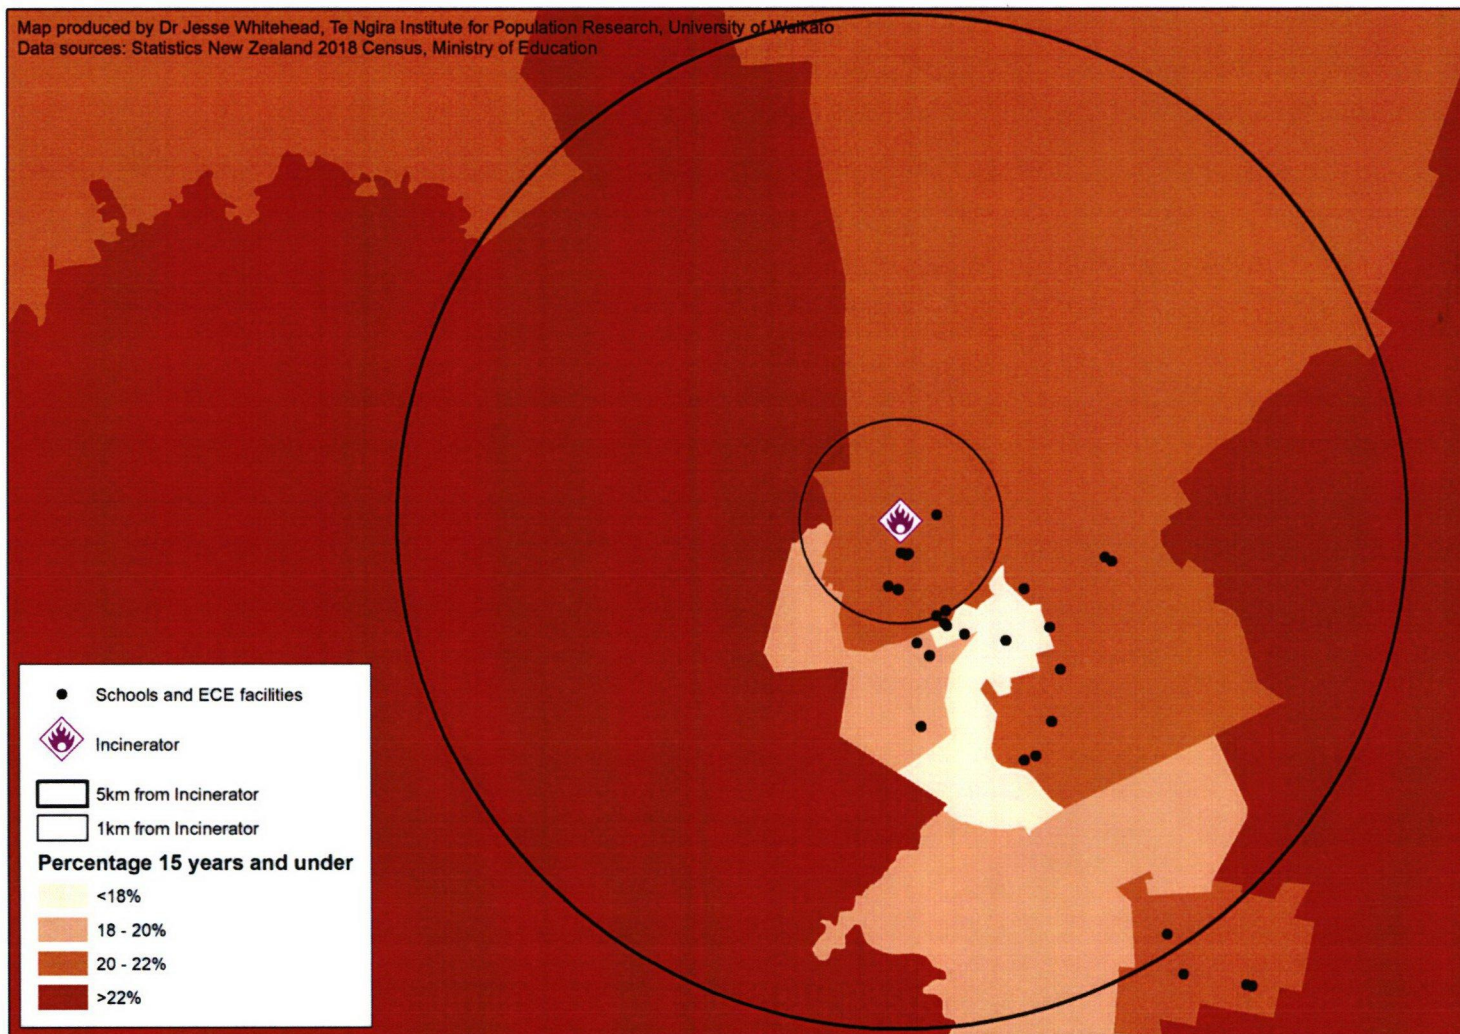 Map produced by Dr Jesse Whitehead, Te Ngira Institute for Population Research, University of Waikato
Data sources: Statistics New Zealand 2018 Census, Ministry of Education
Schools and ECE facilities
Incinerator
5km from Incinerator
1km from Incinerator
Percentage 15 years and under
<18%
18 - 20%
20 - 22%
>22%